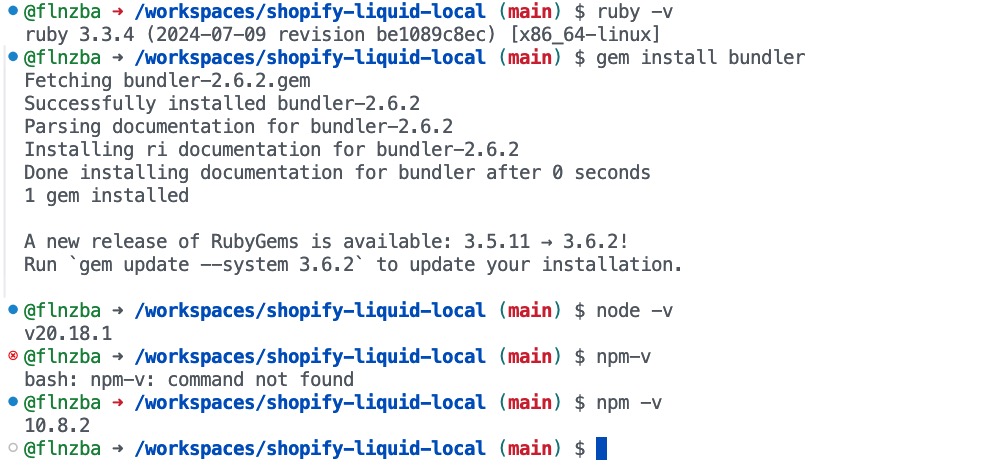 @flnzba → /workspaces/shopify-liquid-local (main) $ ruby -v
ruby 3.3.4 (2024-07-09 revision be1089c8ec) [x86_64-linux]
@flnzba → /workspaces/shopify-liquid-local (main) $ gem install bundler
Fetching bundler-2.6.2.gem
Successfully installed bundler-2.6.2
Parsing documentation for bundler-2.6.2
Installing ri documentation for bundler-2.6.2
Done installing documentation for bundler after 0 seconds
1 gem installed

A new release of RubyGems is available: 3.5.11 → 3.6.2!
Run `gem update --system 3.6.2` to update your installation.

@flnzba → /workspaces/shopify-liquid-local (main) $ node -v
v20.18.1
@flnzba → /workspaces/shopify-liquid-local (main) $ npm-v
bash: npm-v: command not found
@flnzba → /workspaces/shopify-liquid-local (main) $ npm -v
10.8.2
@flnzba → /workspaces/shopify-liquid-local (main) $